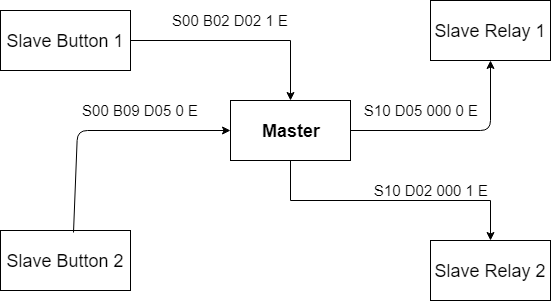 S00 B02 D02 1 E
Slave Button 1
Slave Relay 1
S00 B09 D05 0 E
S10 D05 000 0 E
Master
S10 D02 000 1 E
Slave Button 2
Slave Relay 2